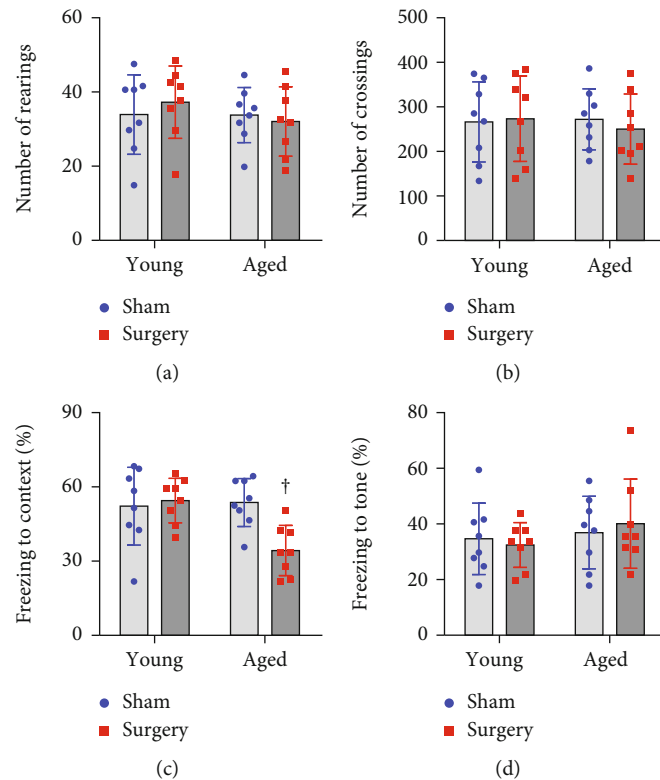 Number of rearings
60
40
20
0
Young Aged
Sham
Surgery
(a)
Number of crossings
500
400
300
200
100
0
Young Aged
Sham
Surgery
(b)
Freezing to context (%)
90
60
30
0
†
Young Aged
Sham
Surgery
(c)
Freezing to tone (%)
80
60
40
20
0
Young Aged
Sham
Surgery
(d)